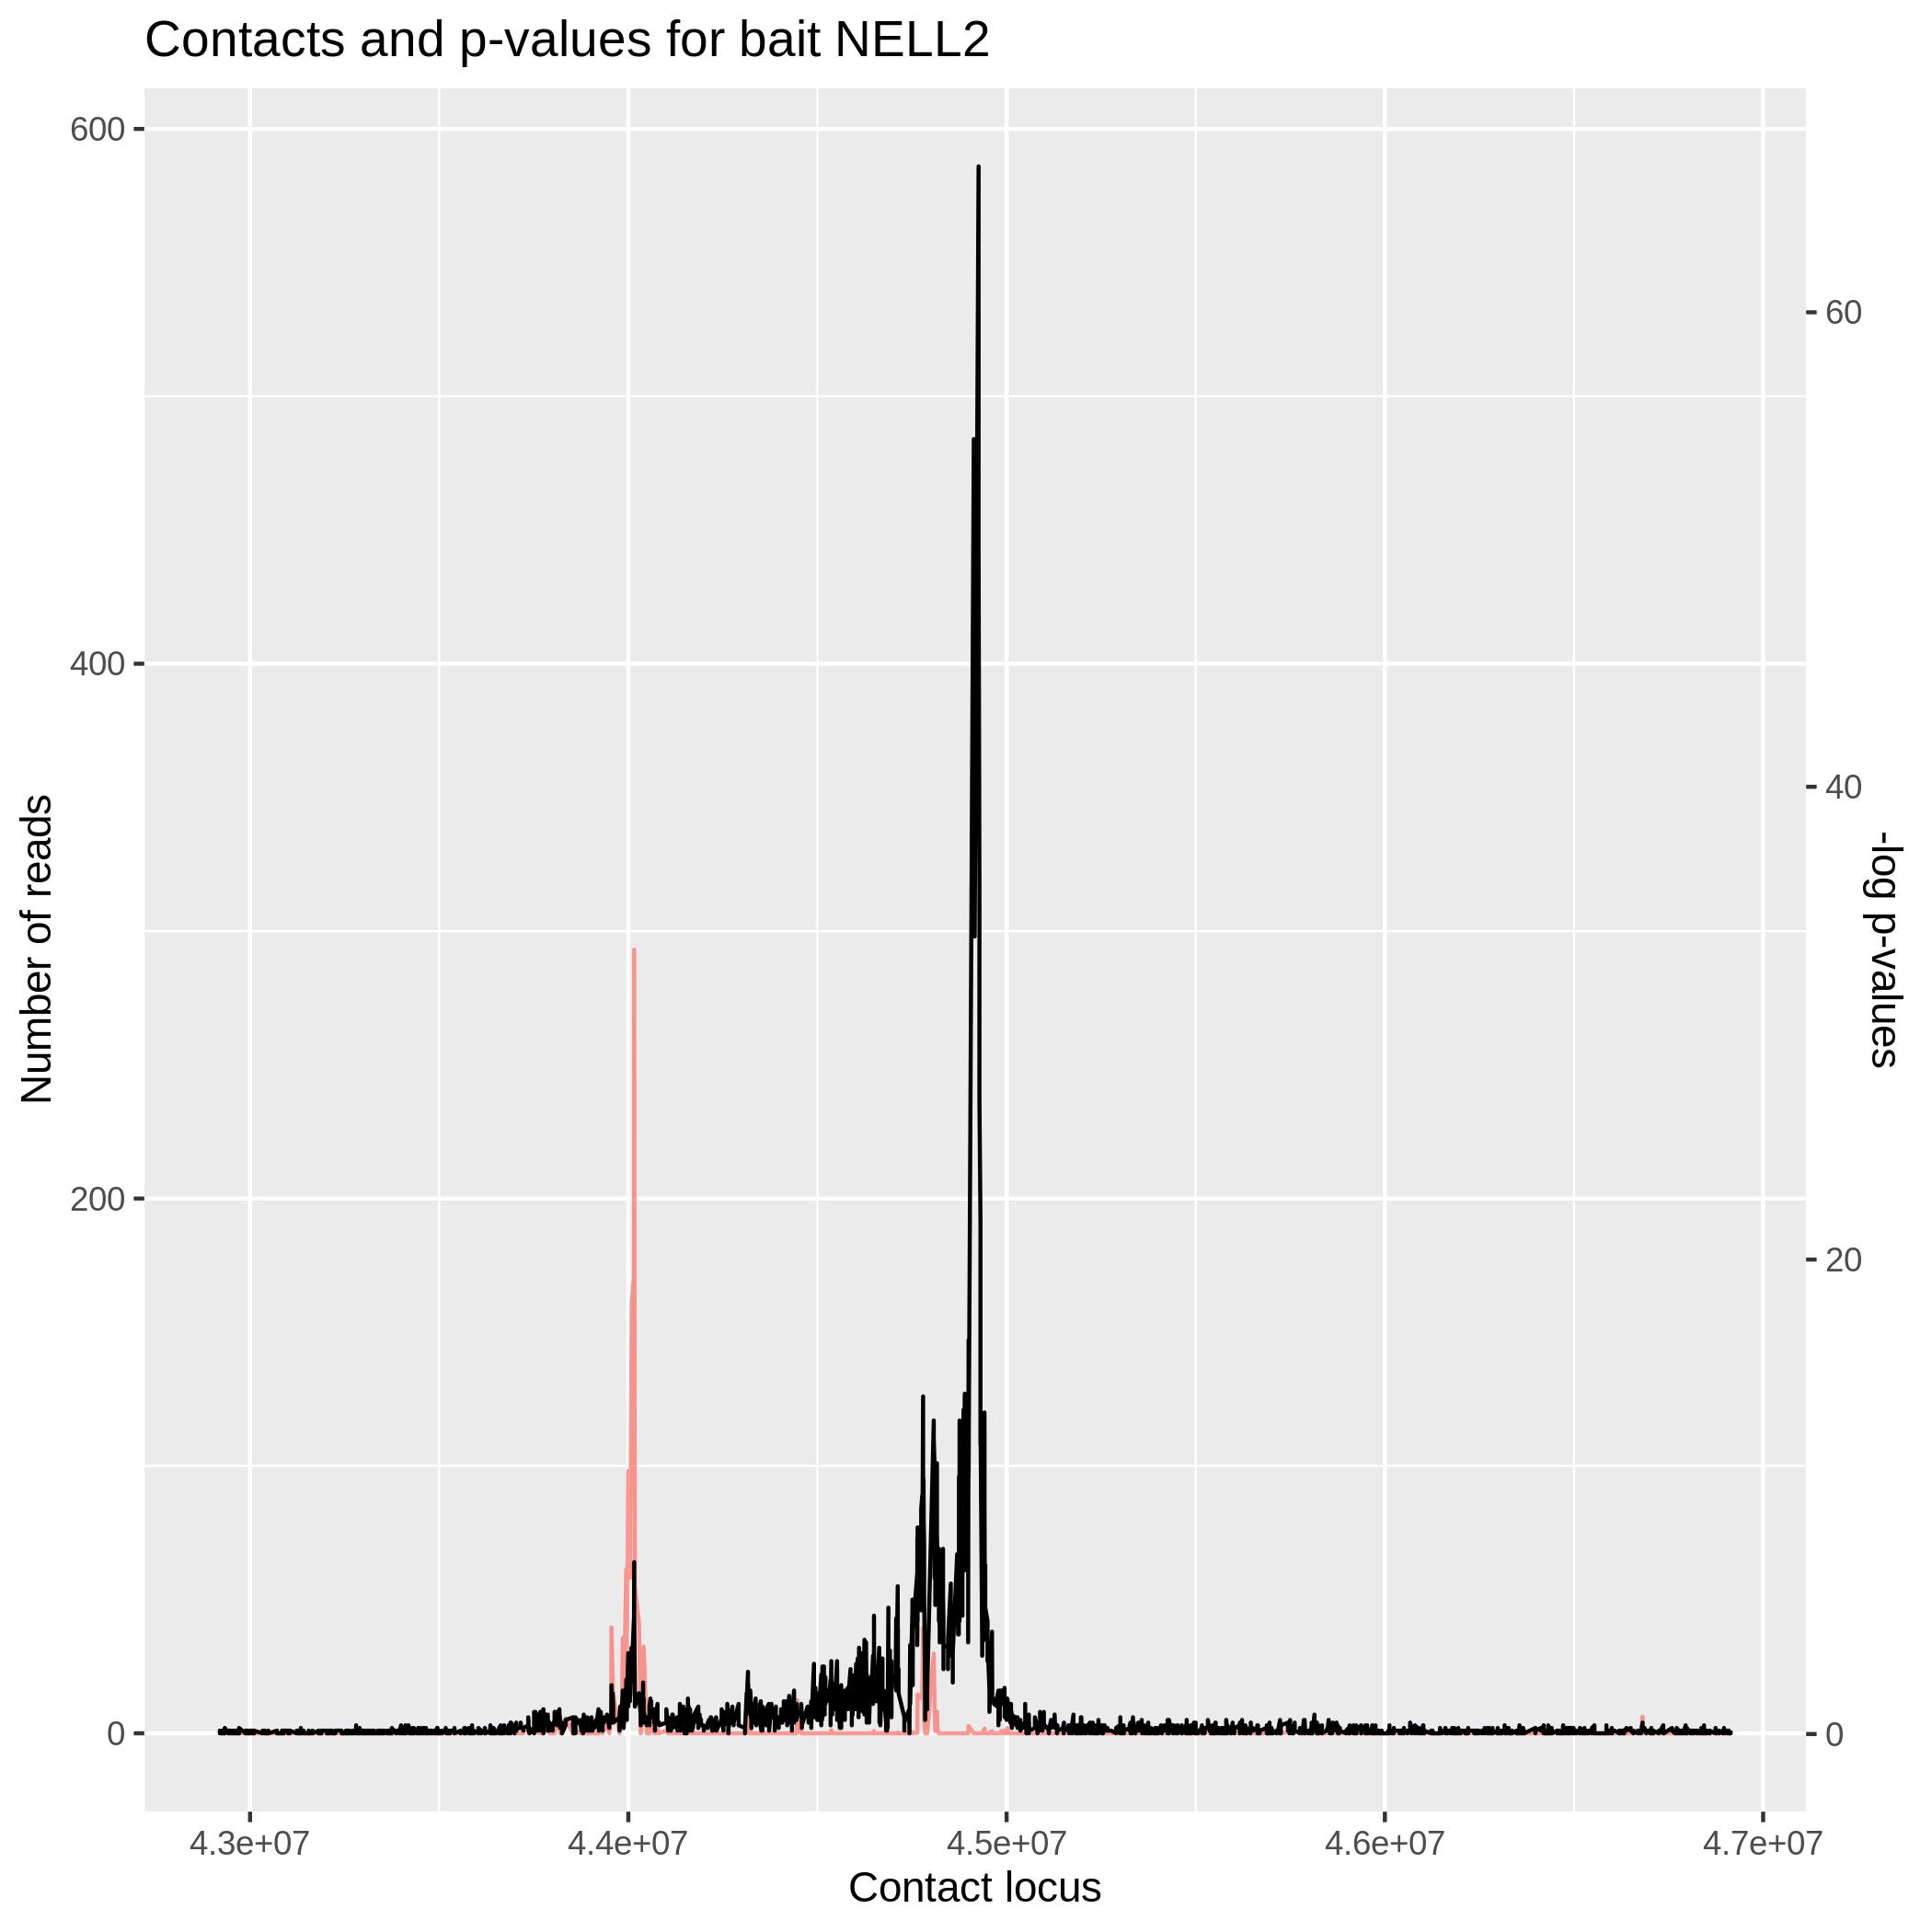 Contacts and p-values for bait NELL2
600
400
200
0
Number of reads
60
40
20
0
-log p-values
4.3e+07
4.4e+07
4.5e+07
4.6e+07
4.7e+07
Contact locus